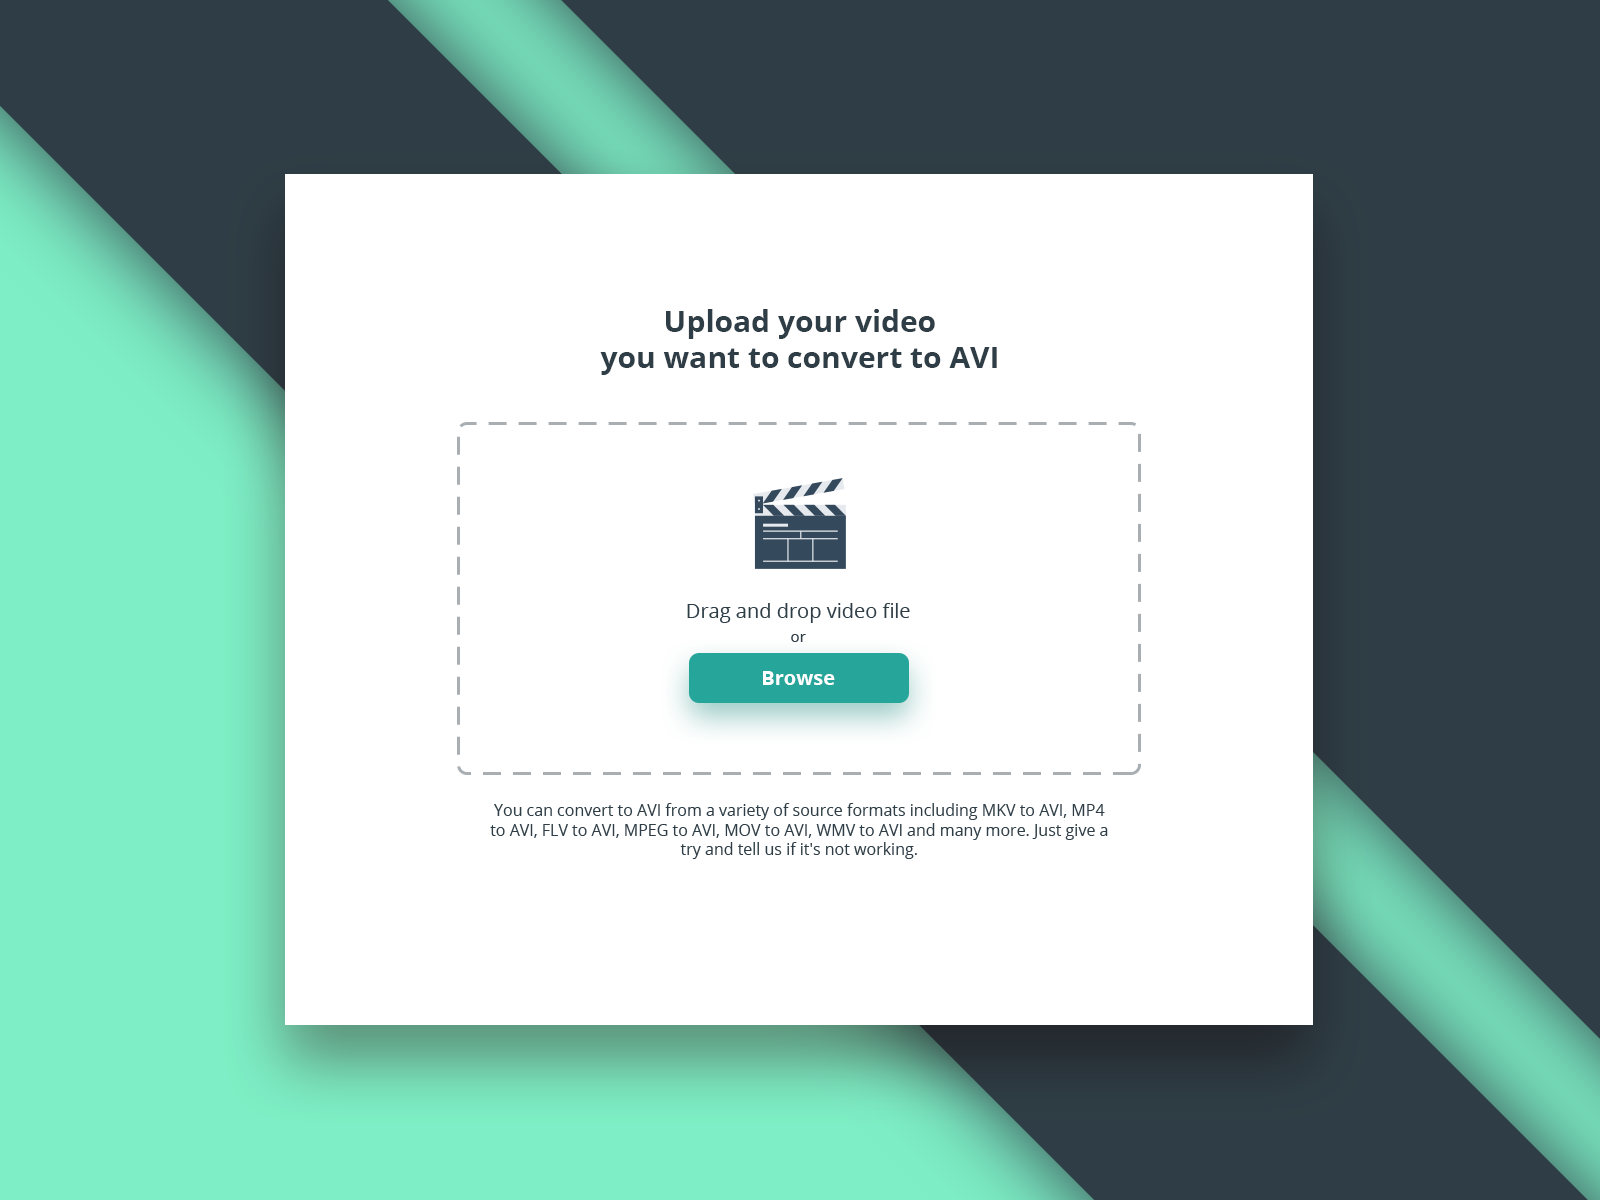 Upload your video
you want to convert to AVI
Drag and drop video file
or
Browse
You can convert to AVI from a variety of source formats including MKV to AVI, MP4
to AVI, FLV to AVI, MPEG to AVI, MOV to AVI, WMV to AVI and many more. Just give a
try and tell us if it's not working.